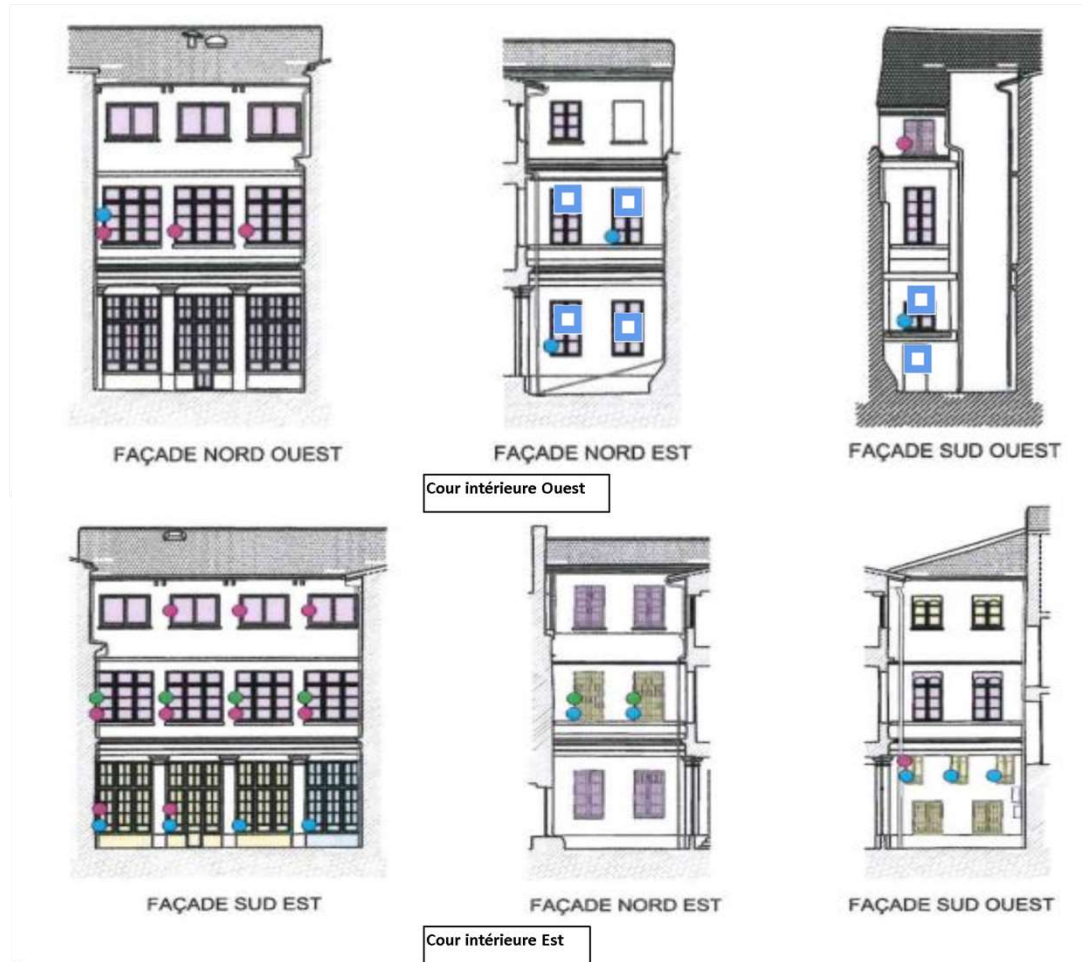 FAÇADE NORD OUEST
FAÇADE NORD EST
FAÇADE SUD OUEST
Cour intérieure Ouest
FAÇADE SUD EST
FAÇADE NORD EST
FAÇADE SUD OUEST
Cour intérieure Est